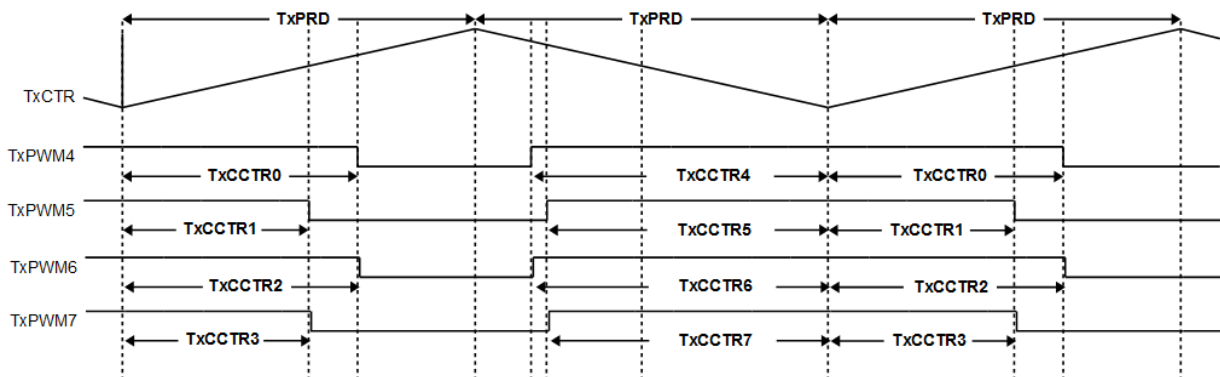 TxPRD TxPRD TxPRD
TxCTR
TxPWM4
TxCCTR0 TxCCTR4 TxCCTR0
TxPWM5
TxCCTR1 TxCCTR5 TxCCTR1
TxPWM6
TxCCTR2 TxCCTR6 TxCCTR2
TxPWM7
TxCCTR3 TxCCTR7 TxCCTR3